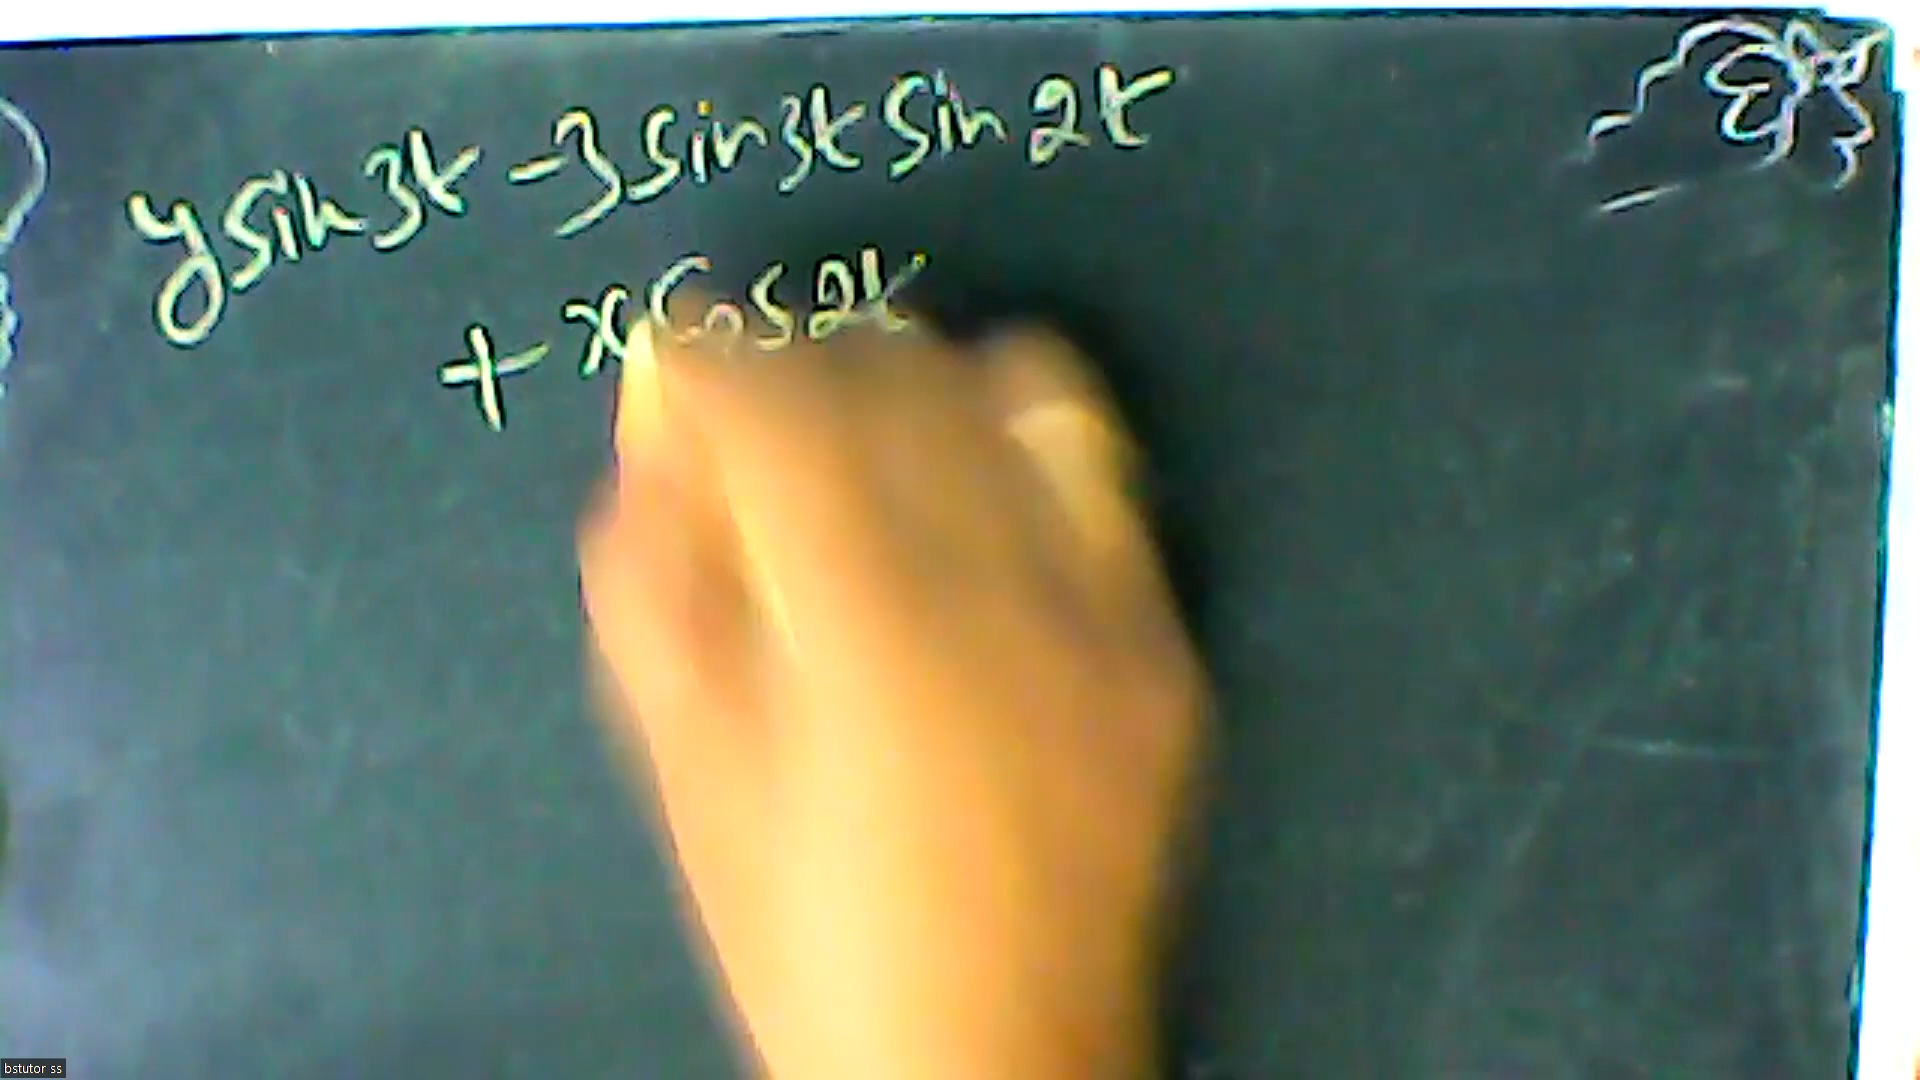 y sin 3t - 3 sin 3t sin 2t
+ x cos 2t
bstutor ss